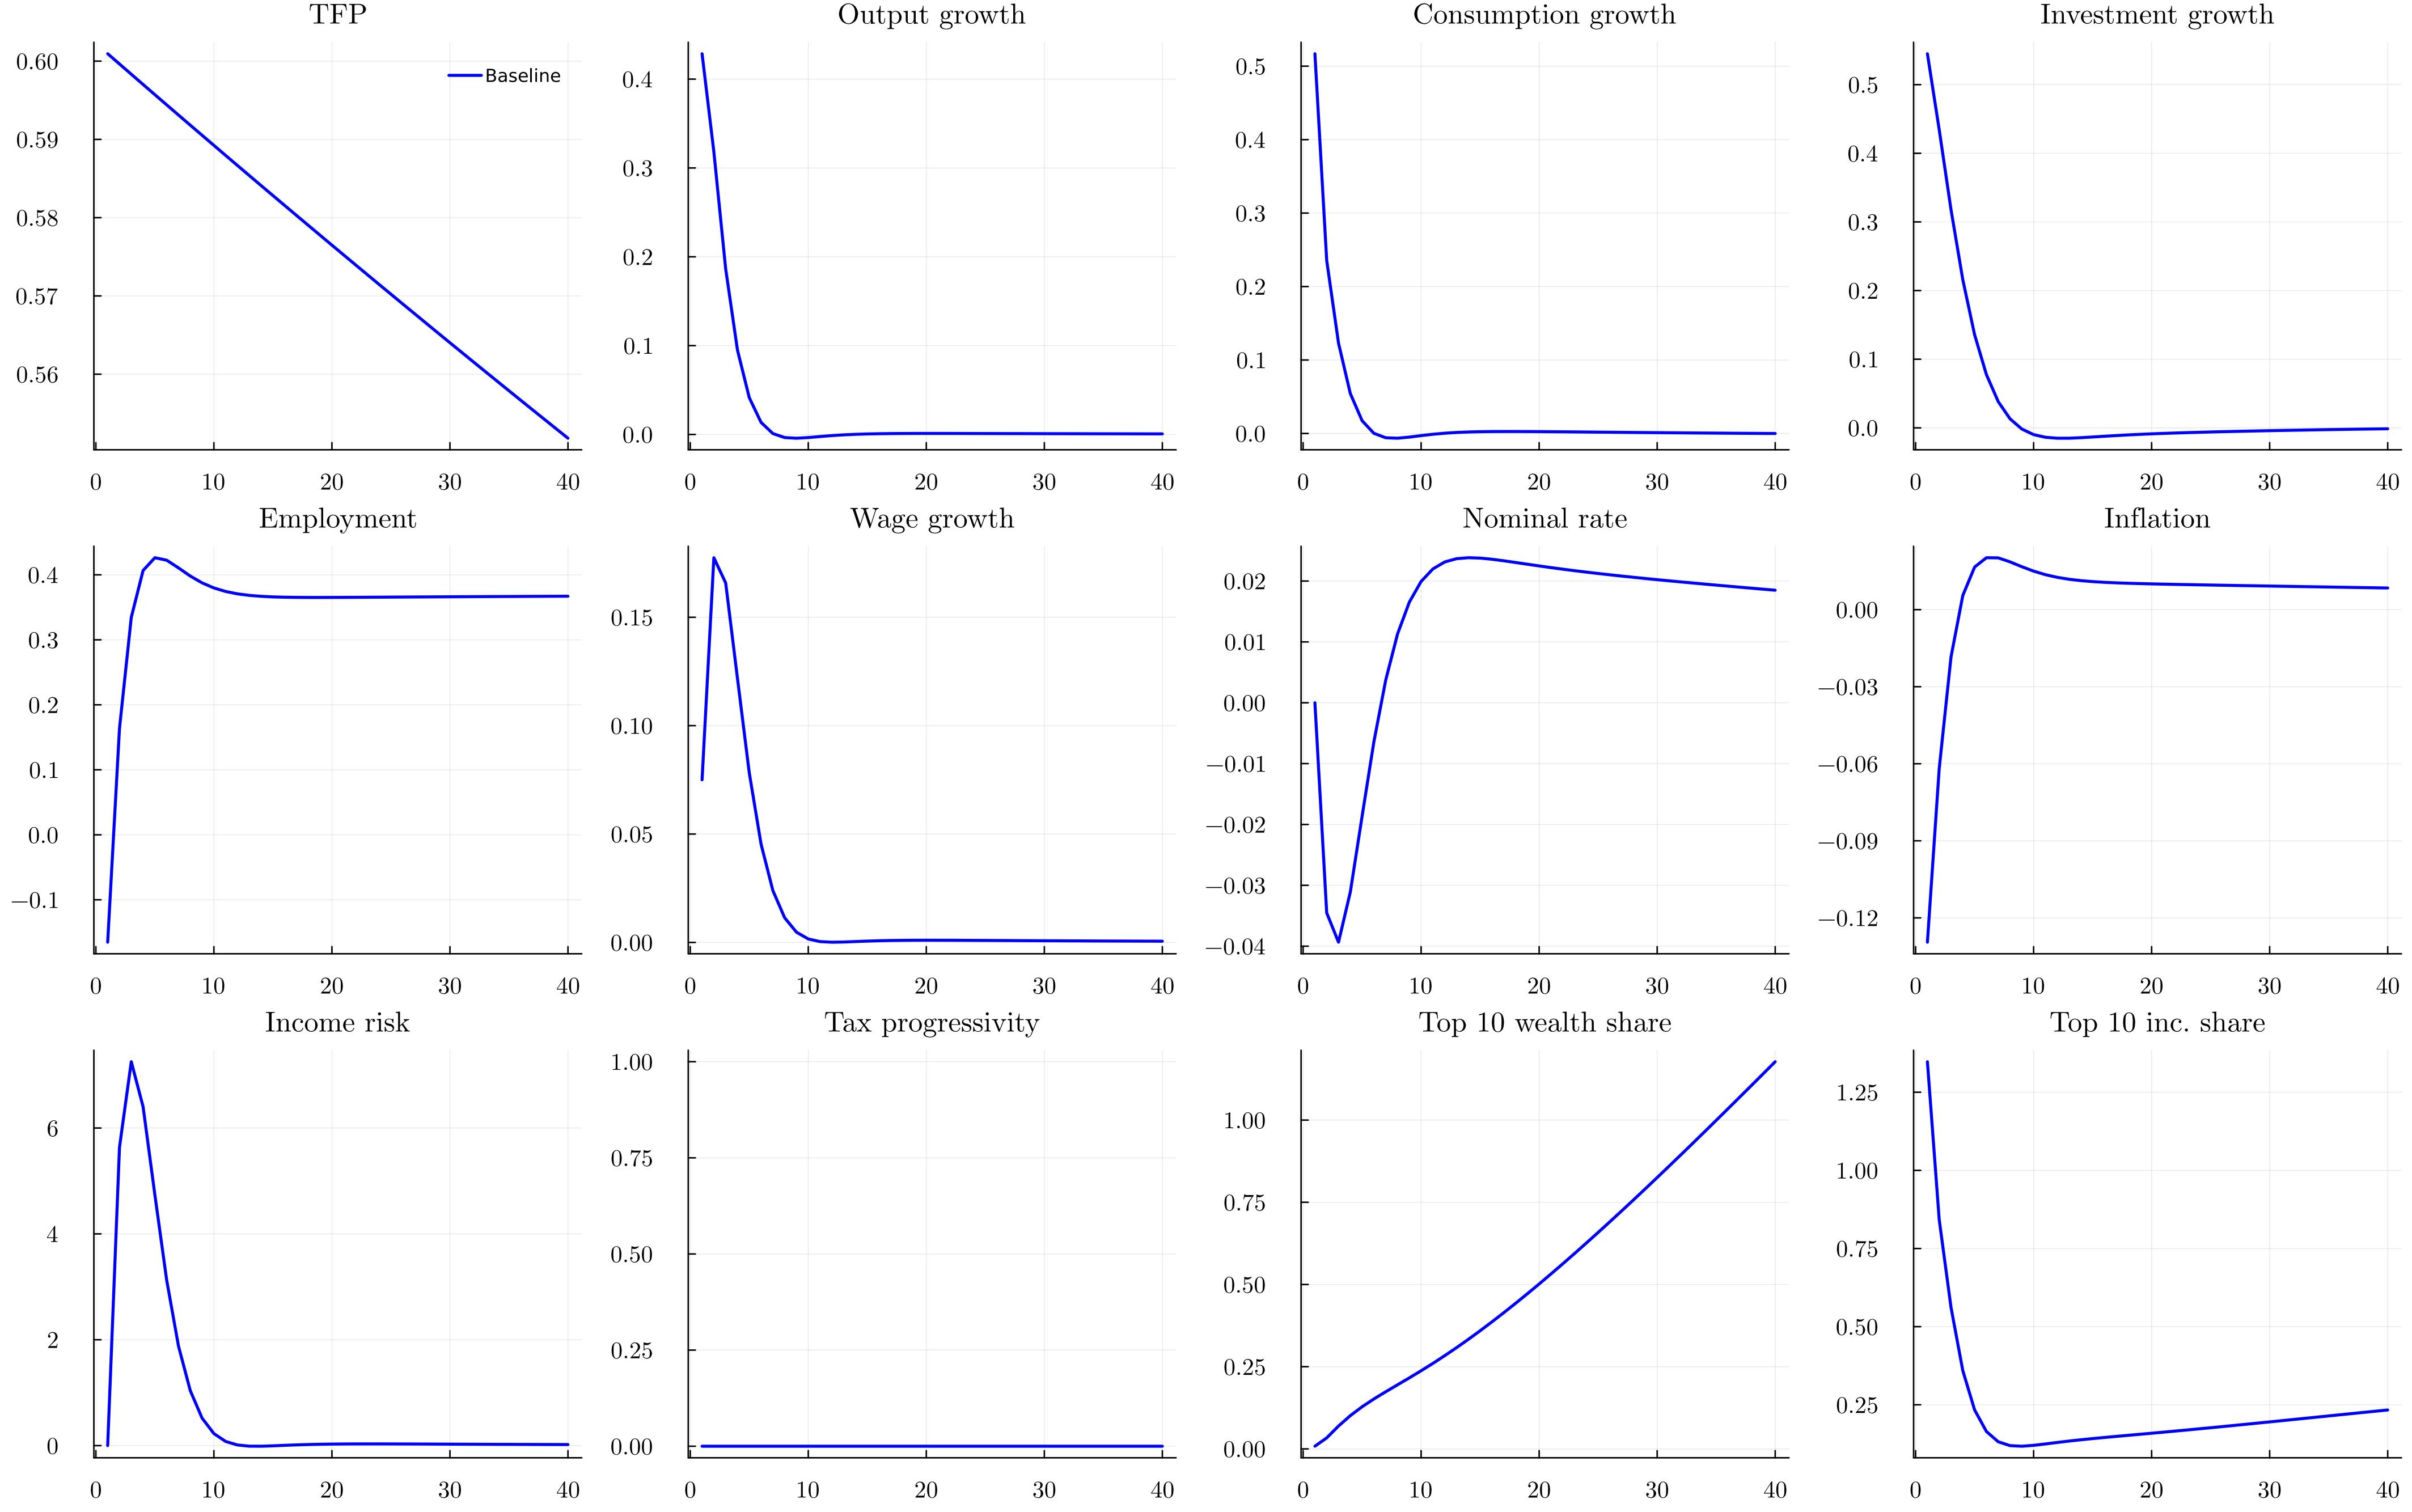 TFP
Output growth
Consumption growth
Investment growth
0.60
0.59
0.58
0.57
0.56
Baseline
0 10 20 30 40
0.4
0.3
0.2
0.1
0.0
0 10 20 30 40
0.5
0.4
0.3
0.2
0.1
0.0
0 10 20 30 40
0.5
0.4
0.3
0.2
0.1
0.0
0 10 20 30 40
Employment
Wage growth
Nominal rate
Inflation
0.4
0.3
0.2
0.1
0.0
−0.1
0 10 20 30 40
0.15
0.10
0.05
0.00
0 10 20 30 40
0.02
0.01
0.00
−0.01
−0.02
−0.03
−0.04
0 10 20 30 40
0.00
−0.03
−0.06
−0.09
−0.12
0 10 20 30 40
Income risk
Tax progressivity
Top 10 wealth share
Top 10 inc. share
6
4
2
0
0 10 20 30 40
1.00
0.75
0.50
0.25
0.00
0 10 20 30 40
1.00
0.75
0.50
0.25
0.00
0 10 20 30 40
1.25
1.00
0.75
0.50
0.25
0 10 20 30 40